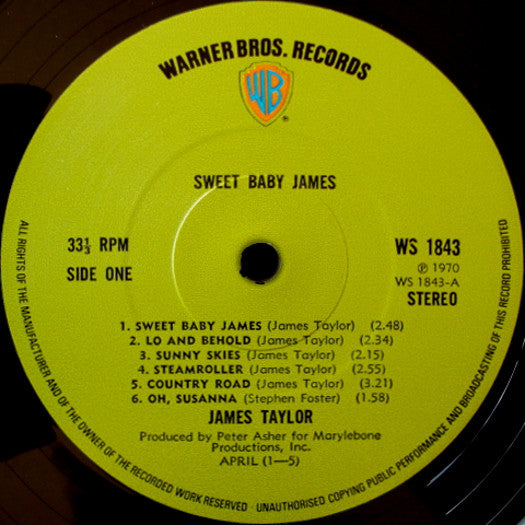 WARNER BROS. RECORDS
WB
®
SWEET BABY JAMES
33⅓ RPM
SIDE ONE
WS 1843
℗ 1970
WS 1843-A
STEREO
1. SWEET BABY JAMES (James Taylor) (2.48)
2. LO AND BEHOLD (James Taylor) (2.34)
3. SUNNY SKIES (James Taylor) (2.15)
4. STEAMROLLER (James Taylor) (2.55)
5. COUNTRY ROAD (James Taylor) (3.21)
6. OH, SUSANNA (Stephen Foster) (1.58)
JAMES TAYLOR
Produced by Peter Asher for Marylebone
Productions, Inc.
APRIL (1—5)
ALL RIGHTS OF THE MANUFACTURER AND OF THE OWNER OF THE RECORDED WORK RESERVED · UNAUTHORISED COPYING PUBLIC PERFORMANCE AND BROADCASTING OF THIS RECORD PROHIBITED